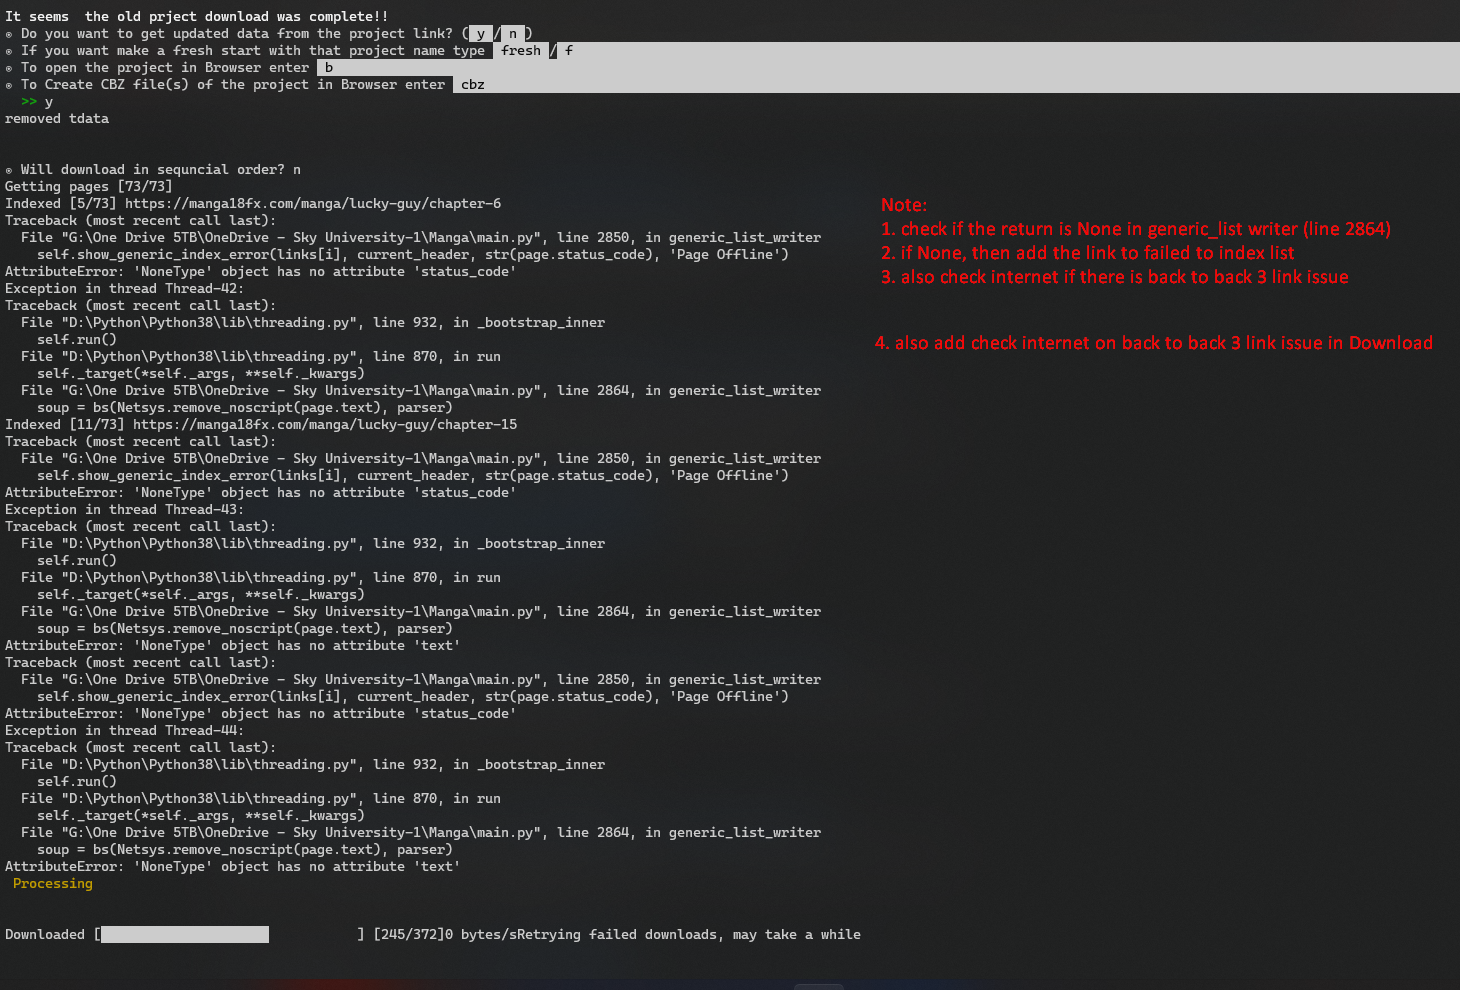 It seems  the old prject download was complete!!
⍟ Do you want to get updated data from the project link? ( y / n )
⍟ If you want make a fresh start with that project name type  fresh / f
⍟ To open the project in Browser enter  b
⍟ To Create CBZ file(s) of the project in Browser enter  cbz
  >> y
removed tdata
⍟ Will download in sequncial order? n
Getting pages [73/73]
Indexed [5/73] https://manga18fx.com/manga/lucky-guy/chapter-6
Traceback (most recent call last):
  File "G:\One Drive 5TB\OneDrive - Sky University-1\Manga\main.py", line 2850, in generic_list_writer
    self.show_generic_index_error(links[i], current_header, str(page.status_code), 'Page Offline')
AttributeError: 'NoneType' object has no attribute 'status_code'
Exception in thread Thread-42:
Traceback (most recent call last):
  File "D:\Python\Python38\lib\threading.py", line 932, in _bootstrap_inner
    self.run()
  File "D:\Python\Python38\lib\threading.py", line 870, in run
    self._target(*self._args, **self._kwargs)
  File "G:\One Drive 5TB\OneDrive - Sky University-1\Manga\main.py", line 2864, in generic_list_writer
    soup = bs(Netsys.remove_noscript(page.text), parser)
Indexed [11/73] https://manga18fx.com/manga/lucky-guy/chapter-15
Traceback (most recent call last):
  File "G:\One Drive 5TB\OneDrive - Sky University-1\Manga\main.py", line 2850, in generic_list_writer
    self.show_generic_index_error(links[i], current_header, str(page.status_code), 'Page Offline')
AttributeError: 'NoneType' object has no attribute 'status_code'
Exception in thread Thread-43:
Traceback (most recent call last):
  File "D:\Python\Python38\lib\threading.py", line 932, in _bootstrap_inner
    self.run()
  File "D:\Python\Python38\lib\threading.py", line 870, in run
    self._target(*self._args, **self._kwargs)
  File "G:\One Drive 5TB\OneDrive - Sky University-1\Manga\main.py", line 2864, in generic_list_writer
    soup = bs(Netsys.remove_noscript(page.text), parser)
AttributeError: 'NoneType' object has no attribute 'text'
Traceback (most recent call last):
  File "G:\One Drive 5TB\OneDrive - Sky University-1\Manga\main.py", line 2850, in generic_list_writer
    self.show_generic_index_error(links[i], current_header, str(page.status_code), 'Page Offline')
AttributeError: 'NoneType' object has no attribute 'status_code'
Exception in thread Thread-44:
Traceback (most recent call last):
  File "D:\Python\Python38\lib\threading.py", line 932, in _bootstrap_inner
    self.run()
  File "D:\Python\Python38\lib\threading.py", line 870, in run
    self._target(*self._args, **self._kwargs)
  File "G:\One Drive 5TB\OneDrive - Sky University-1\Manga\main.py", line 2864, in generic_list_writer
    soup = bs(Netsys.remove_noscript(page.text), parser)
AttributeError: 'NoneType' object has no attribute 'text'
 Processing
Downloaded [                    ] [245/372]0 bytes/sRetrying failed downloads, may take a while
Note:
1. check if the return is None in generic_list writer (line 2864)
2. if None, then add the link to failed to index list
3. also check internet if there is back to back 3 link issue
4. also add check internet on back to back 3 link issue in Download